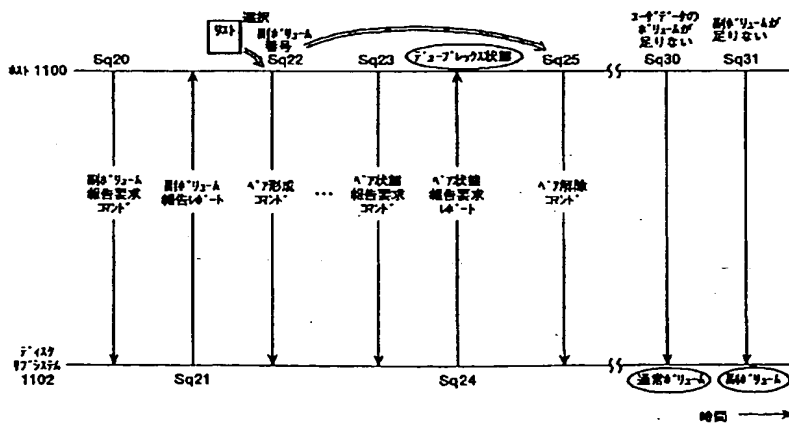 選択
リスト
副ボリューム
番号
ユーザデータの
ボリュームが
足りない
副ボリュームが
足りない
Sq20
Sq22
Sq23
デュープレックス状態
Sq25
Sq30
Sq31
ホスト 1100
副ボリューム
報告要求
コマンド
副ボリューム
報告レポート
ペア形成
コマンド
...
ペア状態
報告要求
コマンド
ペア状態
報告要求
レポート
ペア解除
コマンド
ディスク
サブシステム
1102
Sq21
Sq24
通常ボリューム
副ボリューム
時間